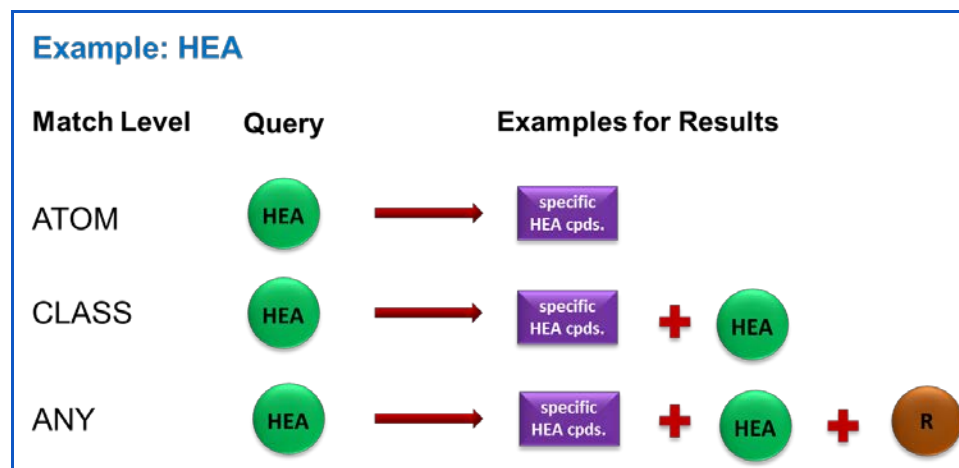 Example: HEA
Match Level Query Examples for Results
ATOM HEA specific
HEA cpds.
CLASS HEA specific
HEA cpds. HEA
ANY HEA specific
HEA cpds. HEA R